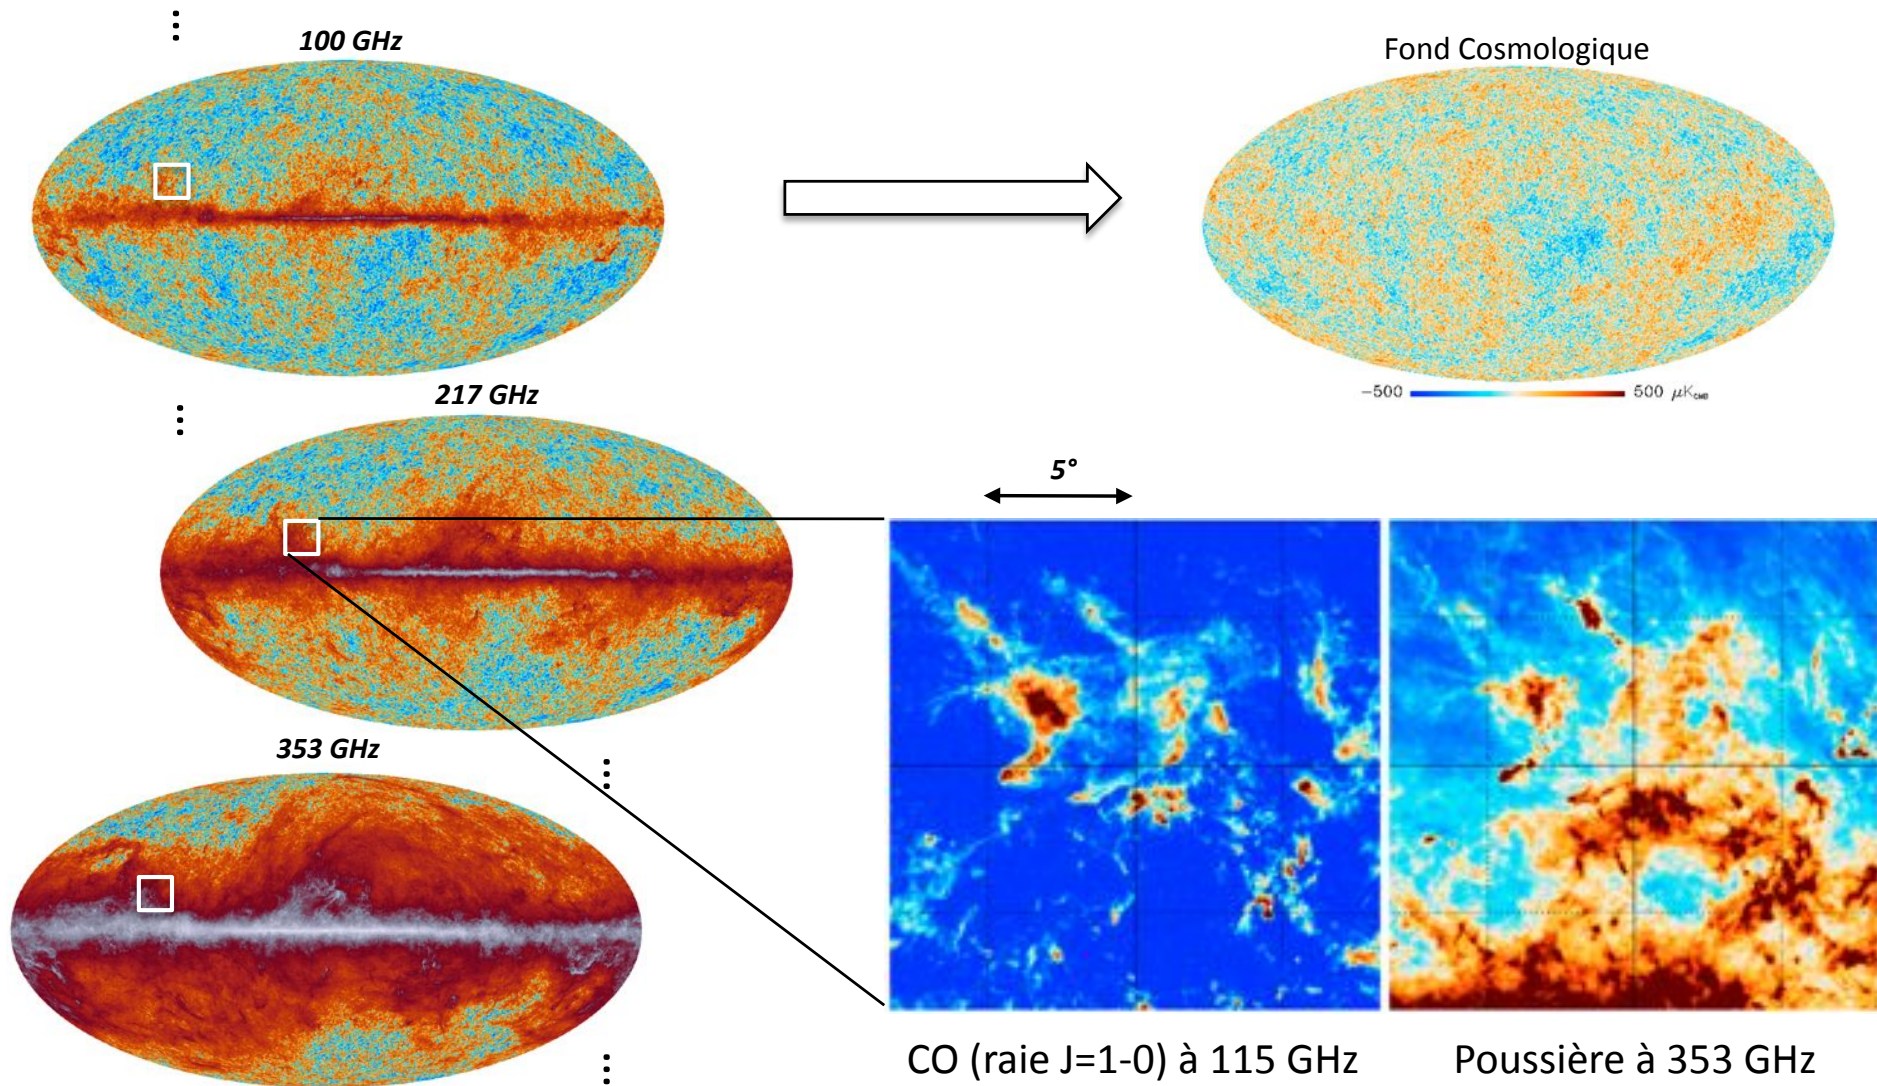 100 GHz
Fond Cosmologique
-500 500 μK_CMB
217 GHz
5°
353 GHz
CO (raie J=1-0) à 115 GHz
Poussière à 353 GHz